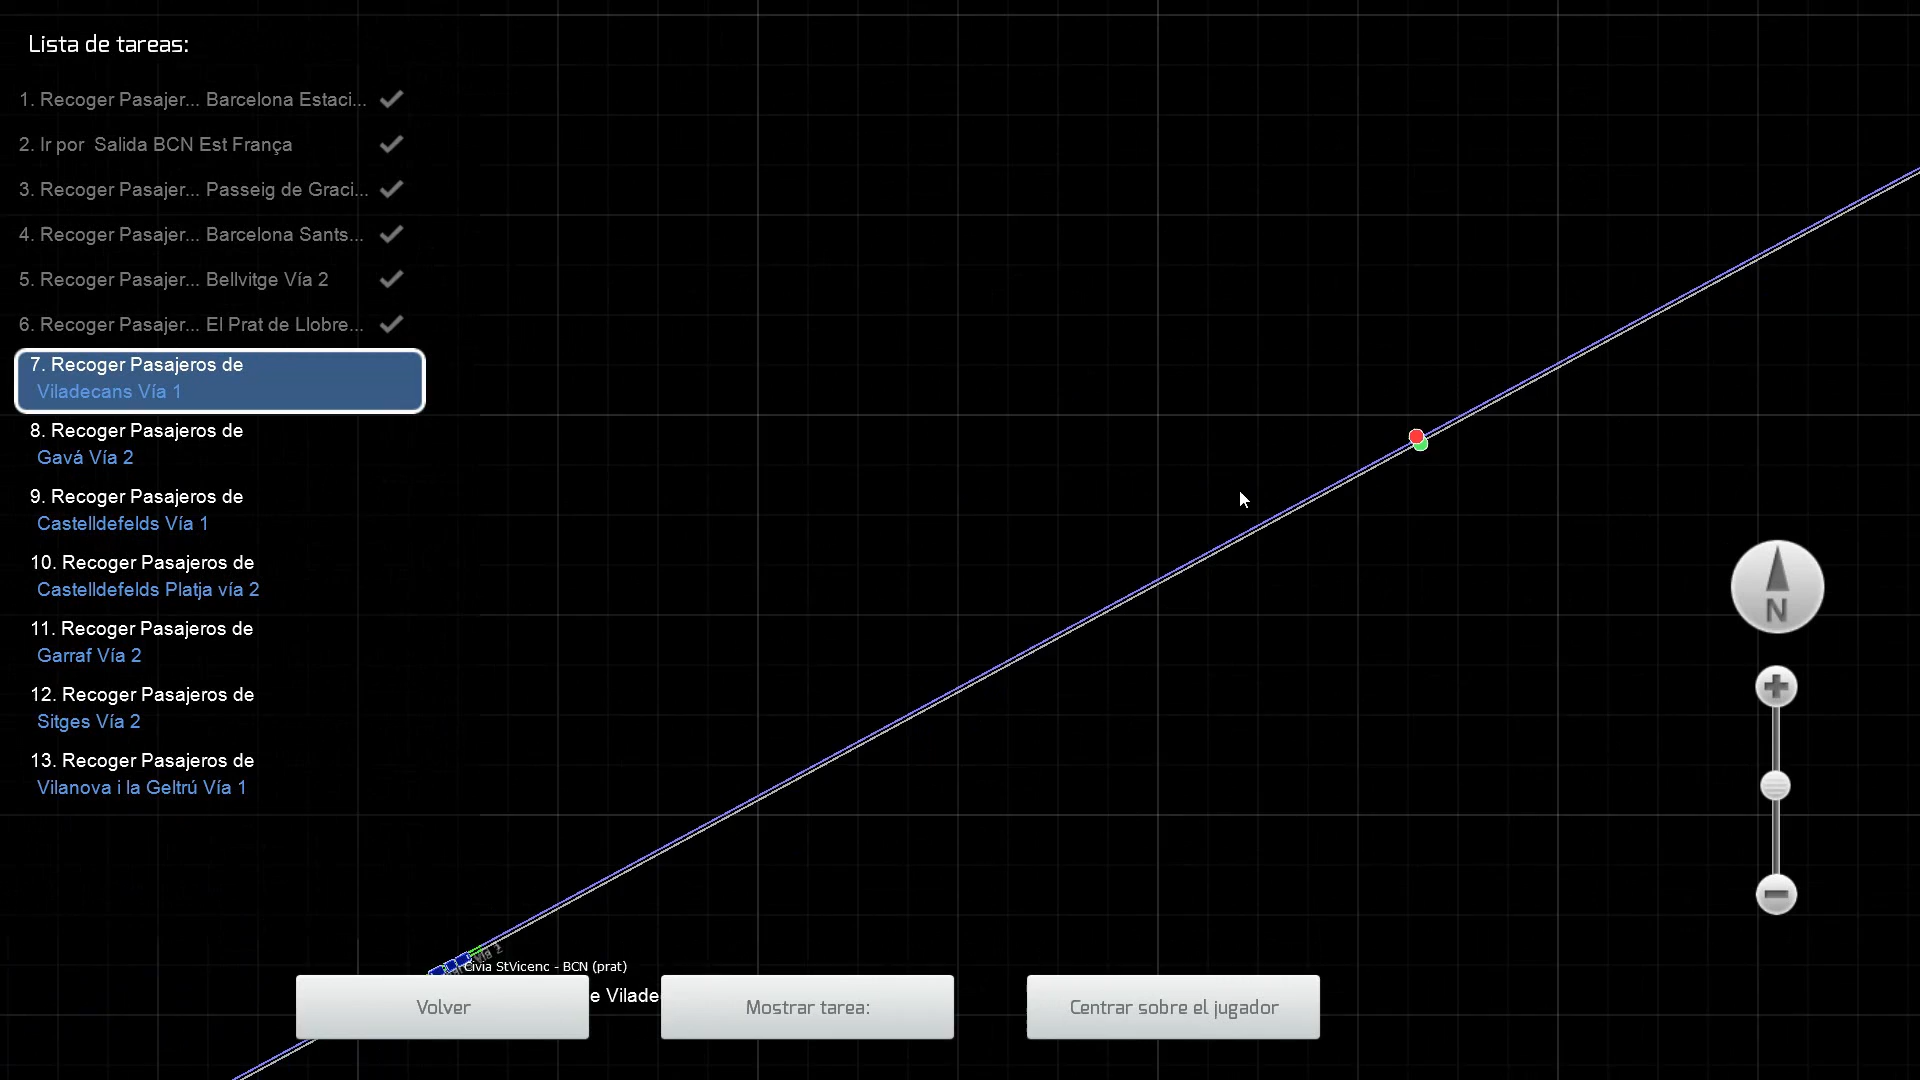 Lista de tareas:
1. Recoger Pasajer... Barcelona Estaci...
2. Ir por  Salida BCN Est França
3. Recoger Pasajer... Passeig de Graci...
4. Recoger Pasajer... Barcelona Sants...
5. Recoger Pasajer... Bellvitge Vía 2
6. Recoger Pasajer... El Prat de Llobre...
7. Recoger Pasajeros de
Viladecans Vía 1
8. Recoger Pasajeros de
Gavá Vía 2
9. Recoger Pasajeros de
Castelldefelds Vía 1
10. Recoger Pasajeros de
Castelldefelds Platja vía 2
11. Recoger Pasajeros de
Garraf Vía 2
12. Recoger Pasajeros de
Sitges Vía 2
13. Recoger Pasajeros de
Vilanova i la Geltrú Vía 1
N
Civia StVicenc - BCN (prat)
e Vilade
Volver
Mostrar tarea:
Centrar sobre el jugador